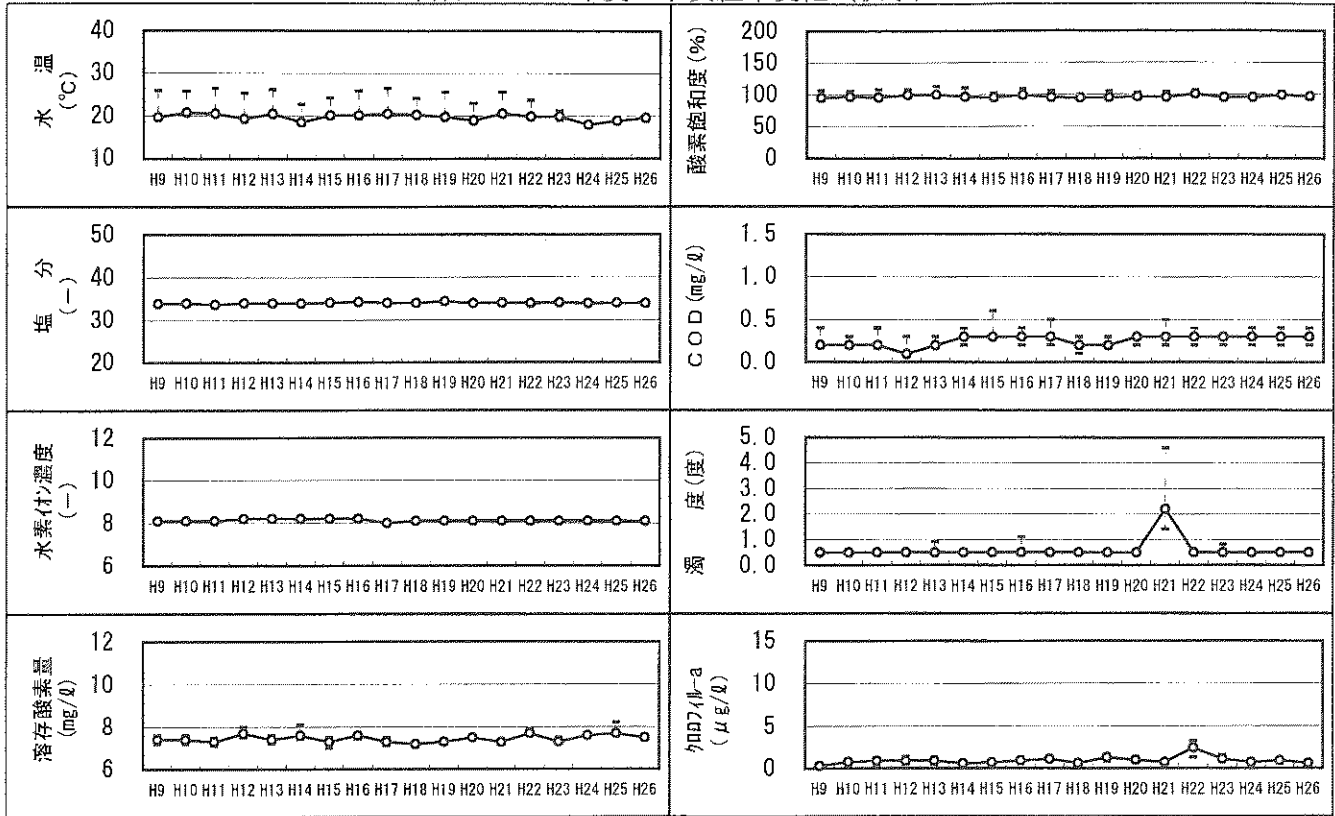 水温
(℃)
40
30
20
10
H9 H10 H11 H12 H13 H14 H15 H16 H17 H18 H19 H20 H21 H22 H23 H24 H25 H26
酸素飽和度(%)
200
150
100
50
0
H9 H10 H11 H12 H13 H14 H15 H16 H17 H18 H19 H20 H21 H22 H23 H24 H25 H26
塩分
(－)
50
40
30
20
H9 H10 H11 H12 H13 H14 H15 H16 H17 H18 H19 H20 H21 H22 H23 H24 H25 H26
COD(mg/ℓ)
1.5
1.0
0.5
0.0
H9 H10 H11 H12 H13 H14 H15 H16 H17 H18 H19 H20 H21 H22 H23 H24 H25 H26
水素イオン濃度
(－)
12
10
8
6
H9 H10 H11 H12 H13 H14 H15 H16 H17 H18 H19 H20 H21 H22 H23 H24 H25 H26
濁度(度)
5.0
4.0
3.0
2.0
1.0
0.0
H9 H10 H11 H12 H13 H14 H15 H16 H17 H18 H19 H20 H21 H22 H23 H24 H25 H26
溶存酸素量
(mg/ℓ)
12
10
8
6
H9 H10 H11 H12 H13 H14 H15 H16 H17 H18 H19 H20 H21 H22 H23 H24 H25 H26
クロロフィル-a
(μg/ℓ)
15
10
5
0
H9 H10 H11 H12 H13 H14 H15 H16 H17 H18 H19 H20 H21 H22 H23 H24 H25 H26